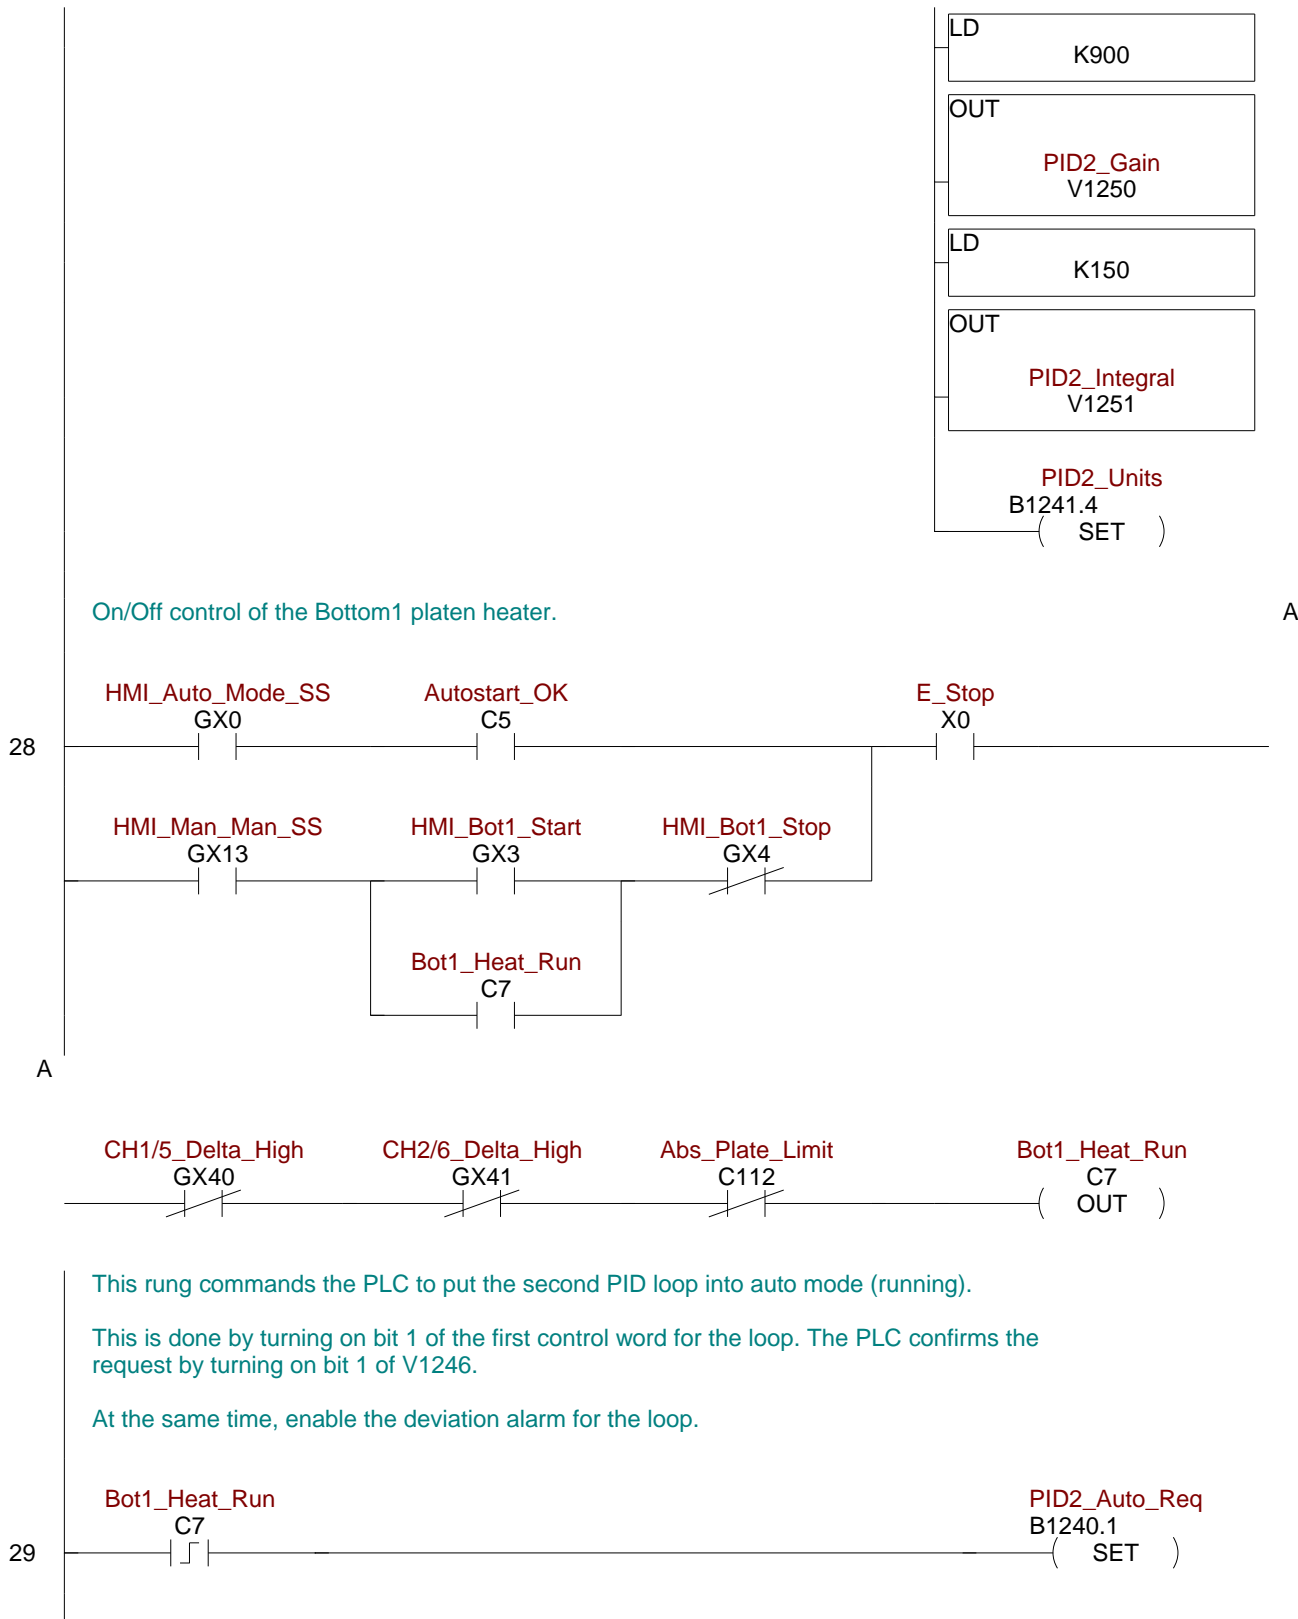 LD
K900
OUT
PID2_Gain
V1250
LD
K150
OUT
PID2_Integral
V1251
PID2_Units
B1241.4
SET
On/Off control of the Bottom1 platen heater.
A
HMI_Auto_Mode_SS Autostart_OK E_Stop
GX0 C5 X0
28
HMI_Man_Man_SS HMI_Bot1_Start HMI_Bot1_Stop
GX13 GX3 GX4
Bot1_Heat_Run
C7
A
CH1/5_Delta_High CH2/6_Delta_High Abs_Plate_Limit Bot1_Heat_Run
GX40 GX41 C112 C7
OUT
This rung commands the PLC to put the second PID loop into auto mode (running).
This is done by turning on bit 1 of the first control word for the loop. The PLC confirms the
request by turning on bit 1 of V1246.
At the same time, enable the deviation alarm for the loop.
Bot1_Heat_Run PID2_Auto_Req
C7 B1240.1
29 SET